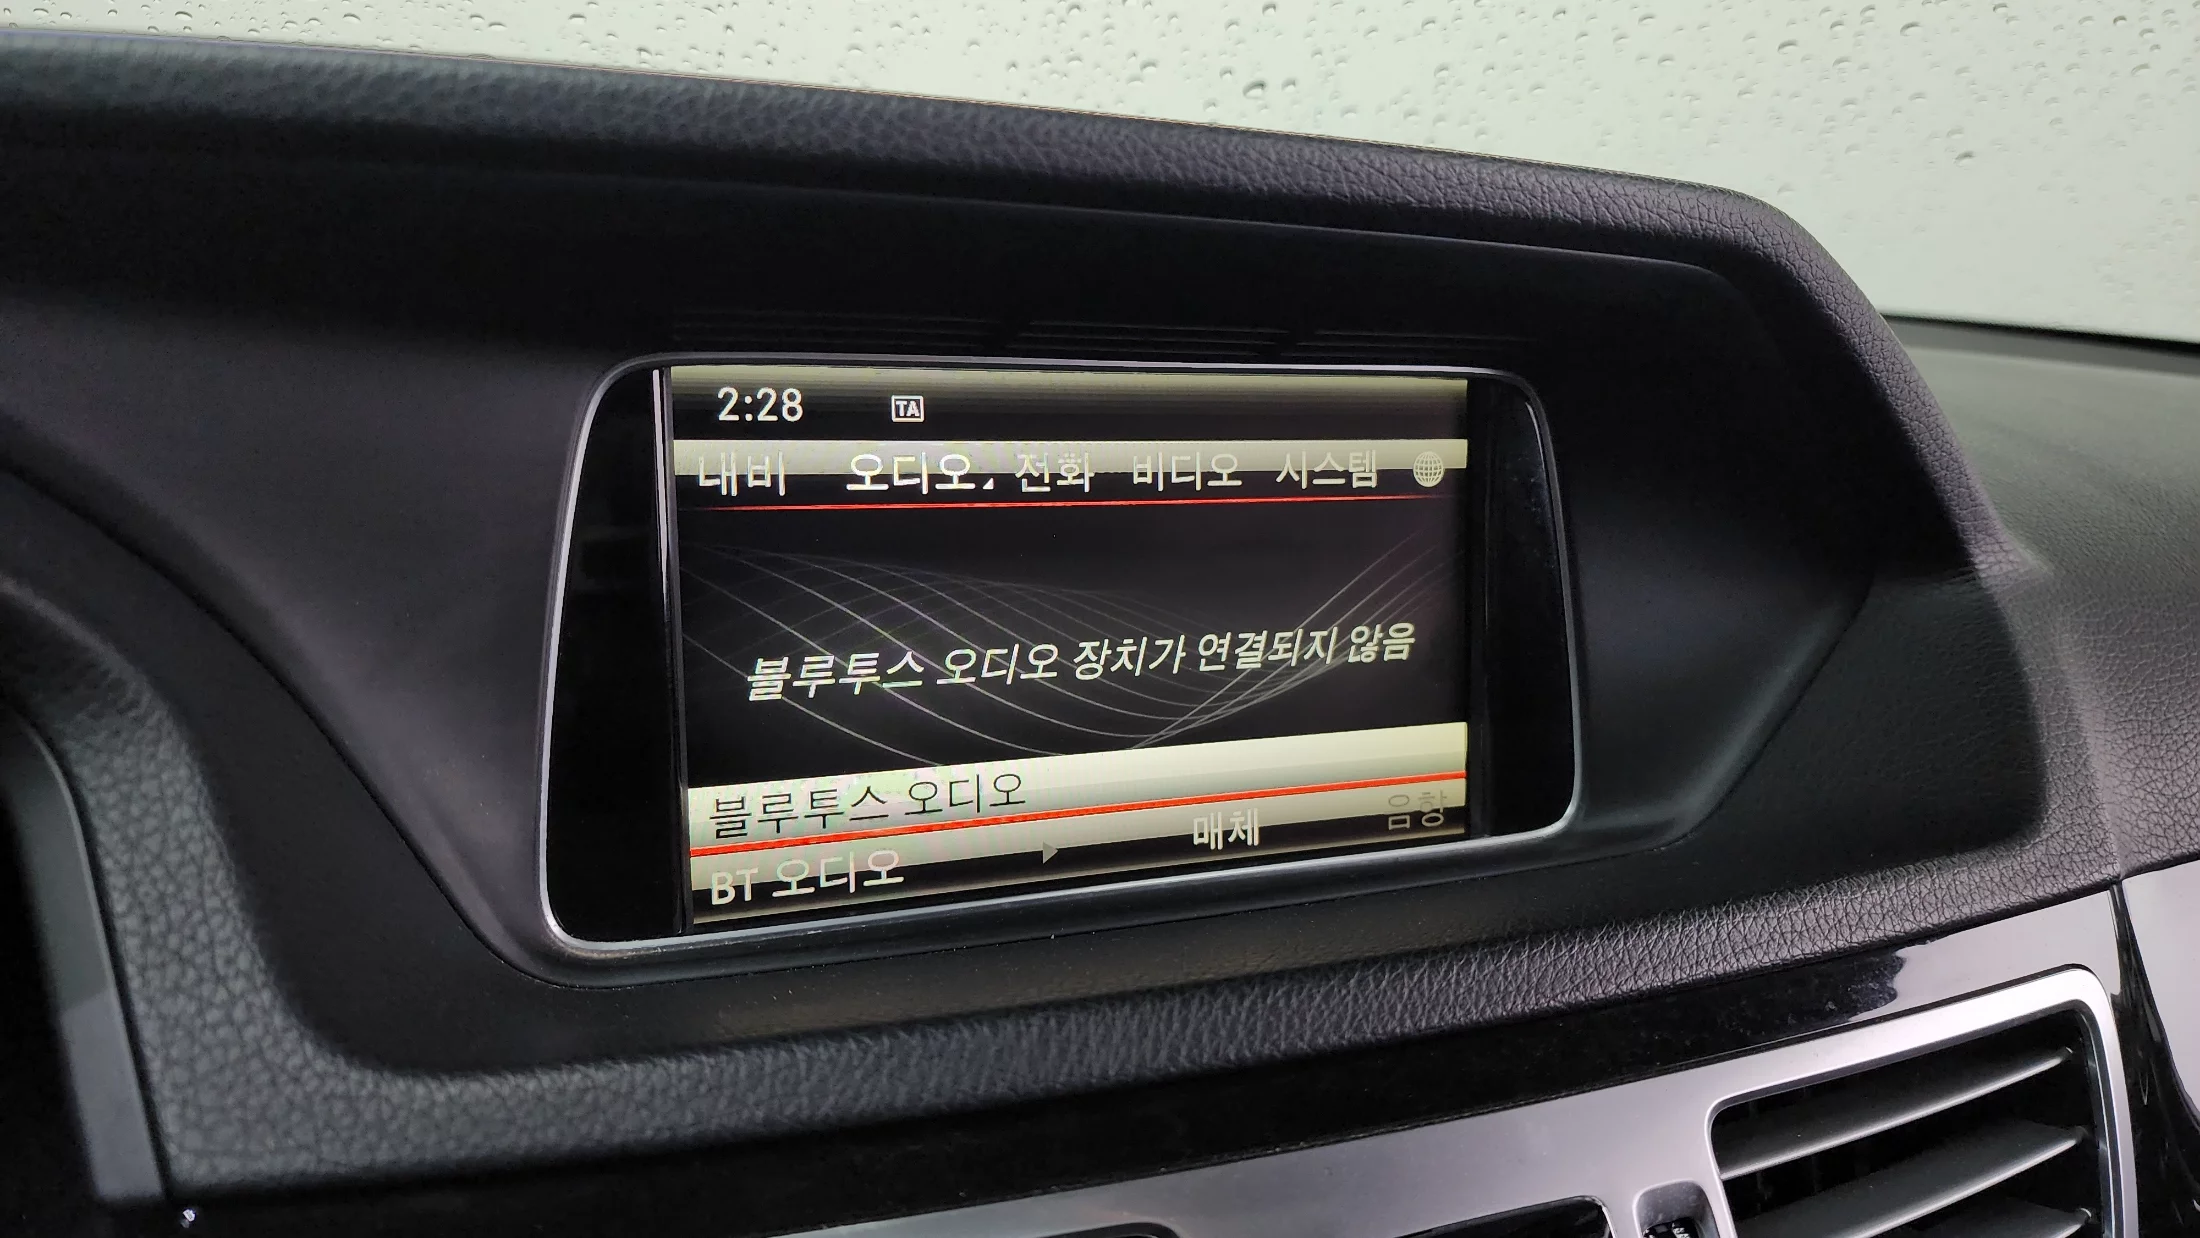 2:28 TA
내비 오디오 전화 비디오 시스템
블루투스 오디오 장치가 연결되지 않음
블루투스 오디오
BT 오디오 매체 음향